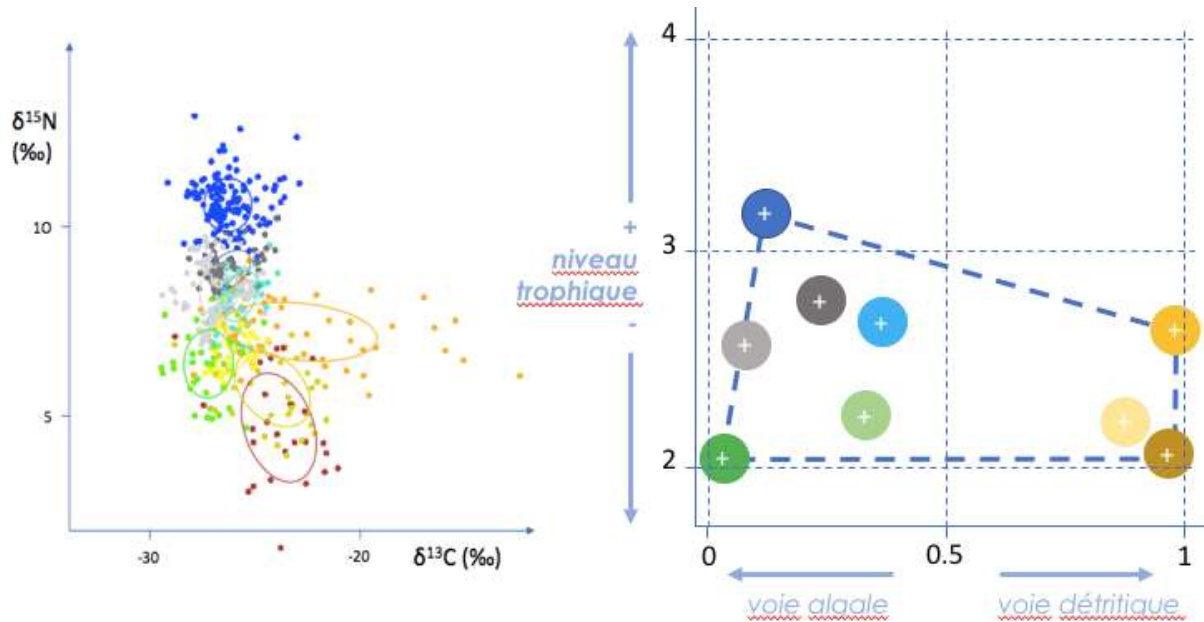 δ¹⁵N
(‰)
10
5
-30
-20
δ¹³C (‰)
+
niveau
trophique
-
4
3
2
0
0.5
1
voie algale
voie détritique